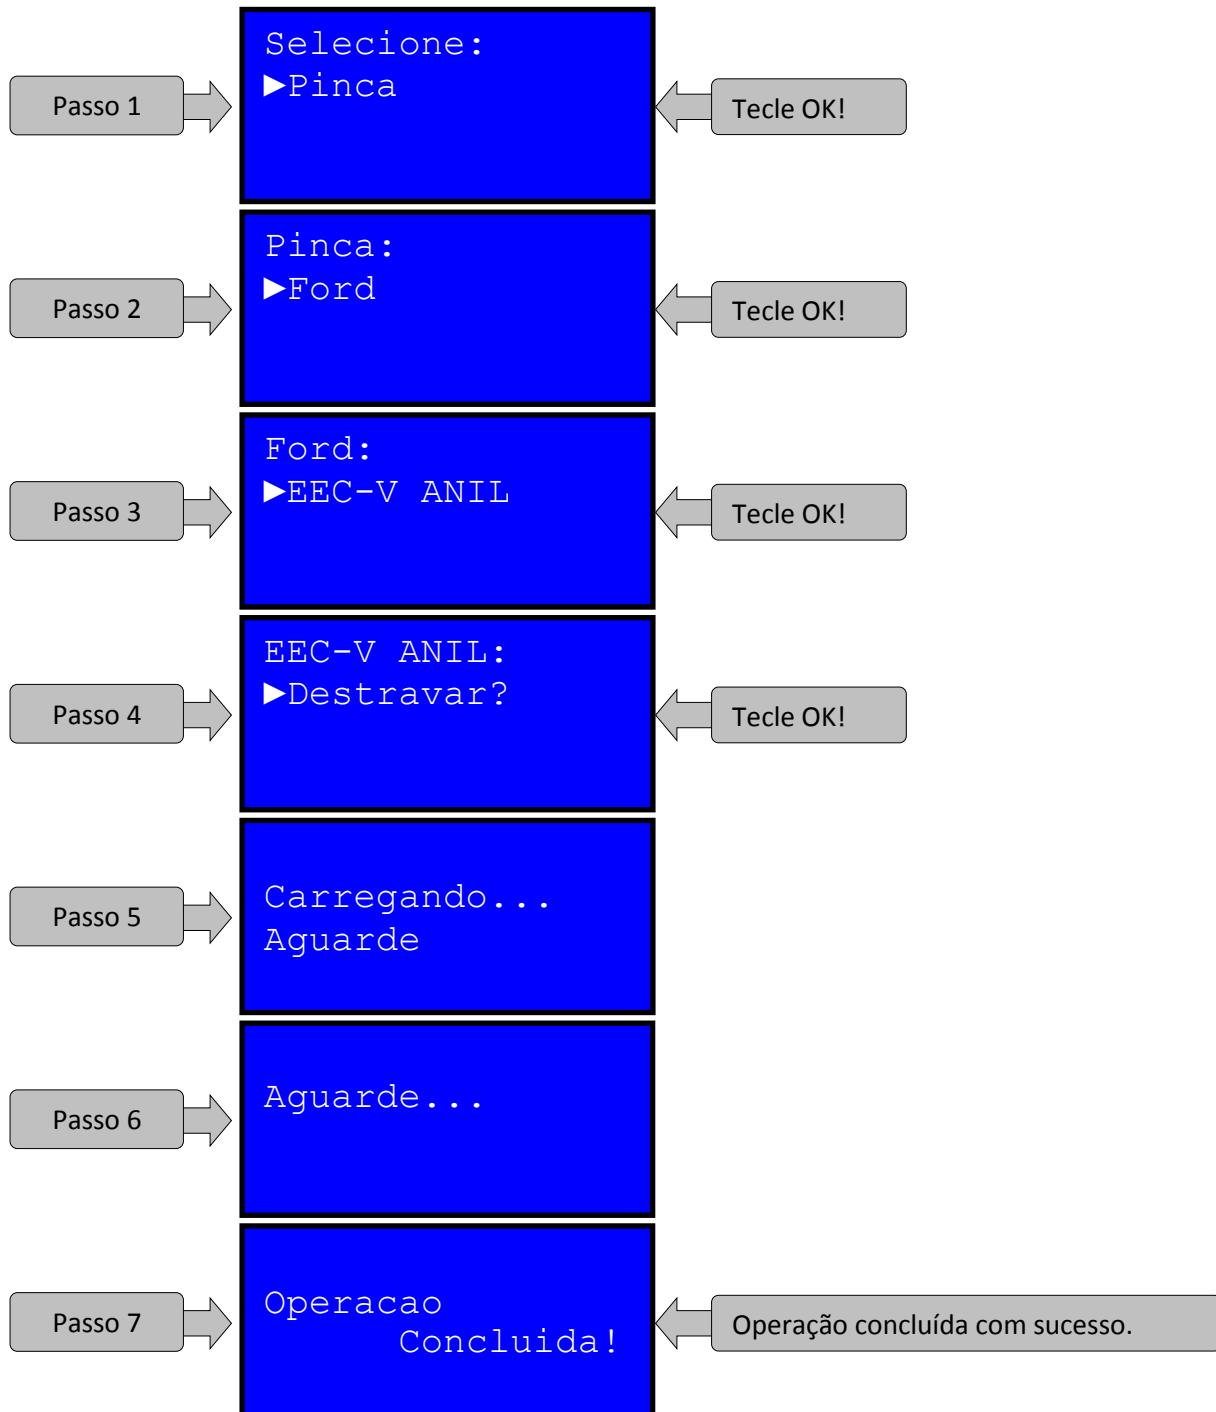 Passo 1
Selecione:
►Pinca
Tecle OK!
Passo 2
Pinca:
►Ford
Tecle OK!
Passo 3
Ford:
►EEC-V ANIL
Tecle OK!
Passo 4
EEC-V ANIL:
►Destravar?
Tecle OK!
Passo 5
Carregando...
Aguarde
Passo 6
Aguarde...
Passo 7
Operacao
Concluida!
Operação concluída com sucesso.